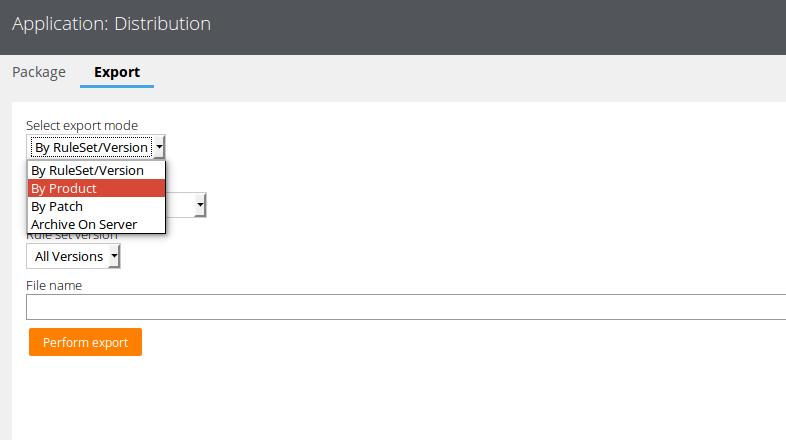 Application: Distribution
Package
Export
Select export mode
By RuleSet/Version
By RuleSet/Version
By Product
By Patch
Archive On Server
Rule set version
All Versions
File name
Perform export